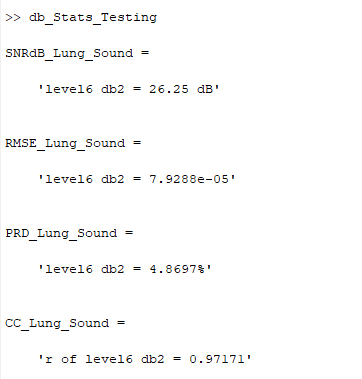 >> db_Stats_Testing
SNRdB_Lung_Sound =
'level6 db2 = 26.25 dB'
RMSE_Lung_Sound =
'level6 db2 = 7.9288e-05'
PRD_Lung_Sound =
'level6 db2 = 4.8697%'
CC_Lung_Sound =
'r of level6 db2 = 0.97171'